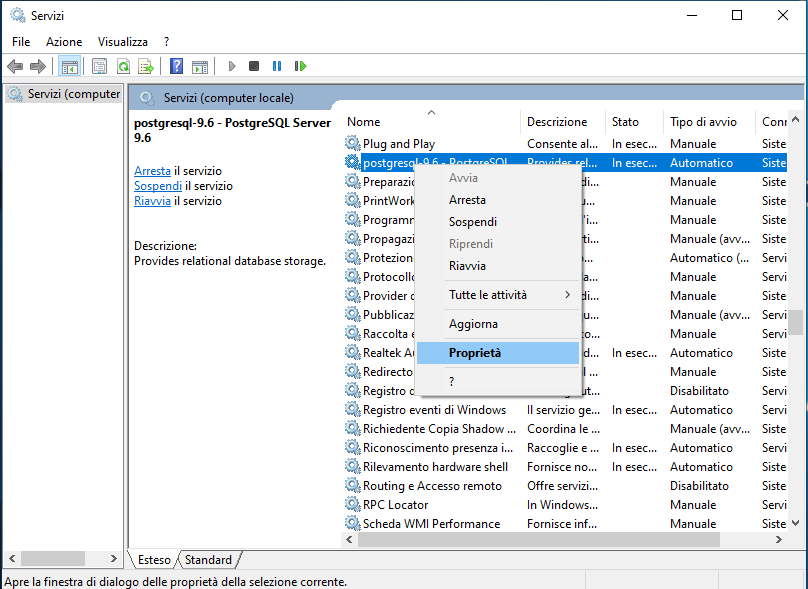 Servizi
File Azione Visualizza ?
Servizi (computer
Servizi (computer locale)
postgresql-9.6 - PostgreSQL Server
9.6
Arresta il servizio
Sospendi il servizio
Riavvia il servizio
Descrizione:
Provides relational database storage.
Nome Descrizione Stato Tipo di avvio Conn
Plug and Play Consente al... In esec... Manuale Siste
postgresql-9.6 - PostgreSQL Provides rel... In esec... Automatico Siste
Preparazio di... Manuale Siste
PrintWork Manuale Siste
Programm 'i... Manuale Siste
Propagazi rti... Manuale (avv... Siste
Protezion di... Automatico (... Servi
Protocollo Manuale Siste
Provider d di... Manuale Siste
Pubblicaz u... Manuale (avv... Servi
Raccolta e o... Manuale Siste
Realtek Au d... In esec... Automatico Siste
Redirecto l ... Manuale Siste
Registro d ut... Disabilitato Servi
Registro eventi di Windows Il servizio ge... In esec... Automatico Servi
Richiedente Copia Shadow ... Coordina le ... Manuale (avv... Siste
Riconoscimento presenza i... Raccoglie e ... In esec... Automatico Servi
Rilevamento hardware shell Fornisce no... In esec... Automatico Siste
Routing e Accesso remoto Offre servizi... Disabilitato Siste
RPC Locator In Windows... Manuale Servi
Scheda WMI Performance Fornisce inf... Manuale Siste
Avvia
Arresta
Sospendi
Riprendi
Riavvia
Tutte le attività
Aggiorna
Proprietà
?
Esteso Standard
Apre la finestra di dialogo delle proprietà della selezione corrente.